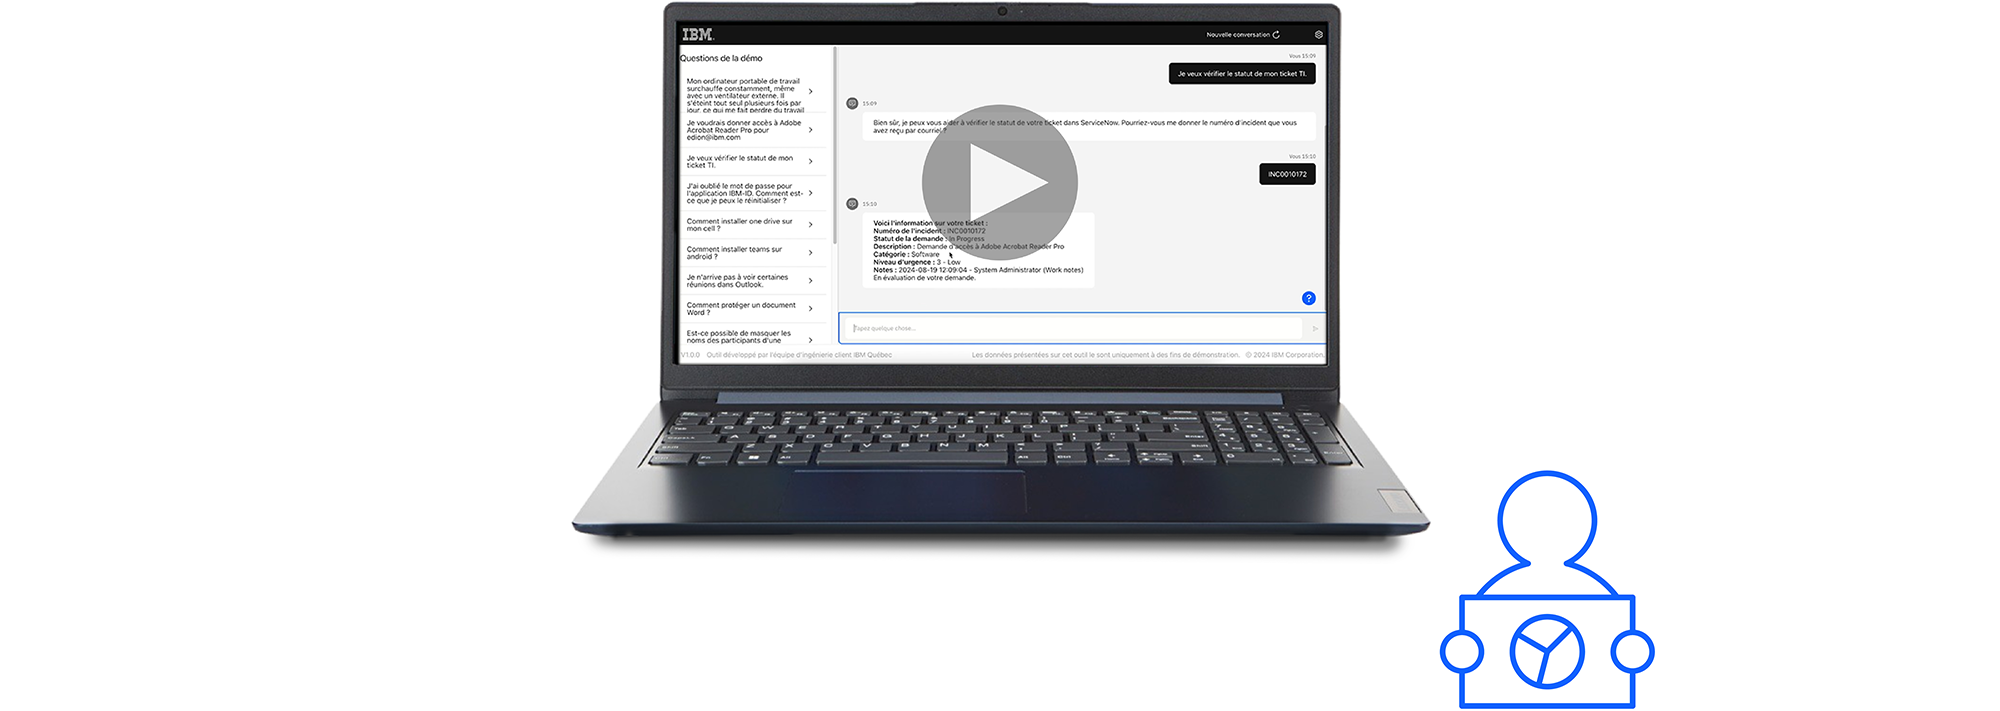 IBM
Nouvelle conversation
Questions de la démo
Mon ordinateur portable de travail
surchauffe constamment, même
avec un ventilateur externe. Il
s'éteint tout seul plusieurs fois par
jour, ce qui me fait perdre du travail
Je voudrais donner accès à Adobe
Acrobat Reader Pro pour
edion@ibm.com
Je veux vérifier le statut de mon
ticket TI.
J'ai oublié le mot de passe pour
l'application IBM-ID. Comment est-
ce que je peux le réinitialiser ?
Comment installer one drive sur
mon cell ?
Comment installer teams sur
android ?
Je n'arrive pas à voir certaines
réunions dans Outlook.
Comment protéger un document
Word ?
Est-ce possible de masquer les
noms des participants d'une
Vous 15:09
Je veux vérifier le statut de mon ticket TI.
15:09
Bien sûr, je peux vous aider à vérifier le statut de votre ticket dans ServiceNow. Pourriez-vous me donner le numéro d'incident que vous
avez reçu par courriel ?
Vous 15:10
INC0010172
15:10
Voici l'information sur votre ticket :
Numéro de l'incident : INC0010172
Statut de la demande : In Progress
Description : Demande d'accès à Adobe Acrobat Reader Pro
Catégorie : Software
Niveau d'urgence : 3 - Low
Notes : 2024-08-19 12:09:04 - System Administrator (Work notes)
En évaluation de votre demande.
?
Tapez quelque chose...
V1.0.0 Outil développé par l'équipe d'ingénierie client IBM Québec
Les données présentées sur cet outil le sont uniquement à des fins de démonstration. © 2024 IBM Corporation.